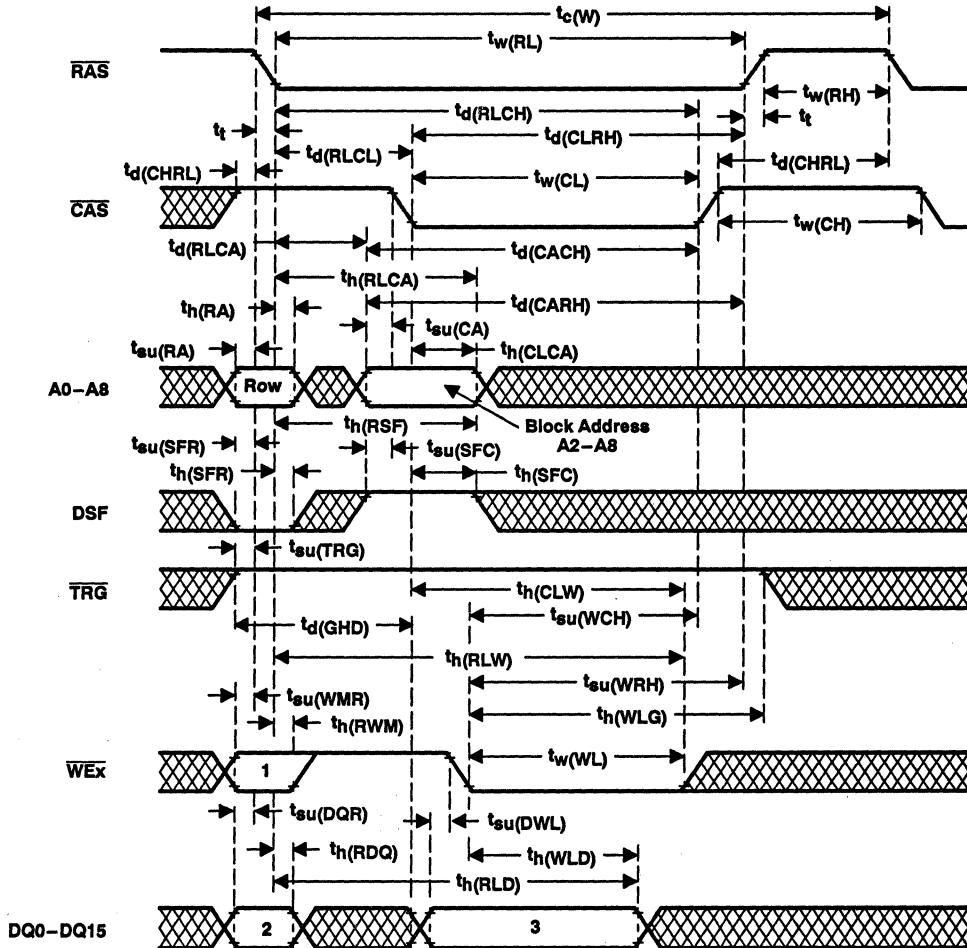 tc(W)
tw(RL)
RAS
tw(RH)
td(RLCH)
tt
tt
td(CLRH)
td(RLCL)
td(CHRL)
td(CHRL)
tw(CL)
CAS
tw(CH)
td(RLCA)
td(CACH)
th(RLCA)
th(RA)
td(CARH)
tsu(CA)
tsu(RA)
th(CLCA)
A0–A8
Row
th(RSF)
Block Address
A2–A8
tsu(SFR)
tsu(SFC)
th(SFR)
th(SFC)
DSF
tsu(TRG)
TRG
th(CLW)
tsu(WCH)
td(GHD)
th(RLW)
tsu(WRH)
tsu(WMR)
th(WLG)
th(RWM)
tw(WL)
WEx
1
tsu(DQR)
tsu(DWL)
th(RDQ)
th(WLD)
th(RLD)
DQ0–DQ15
2
3